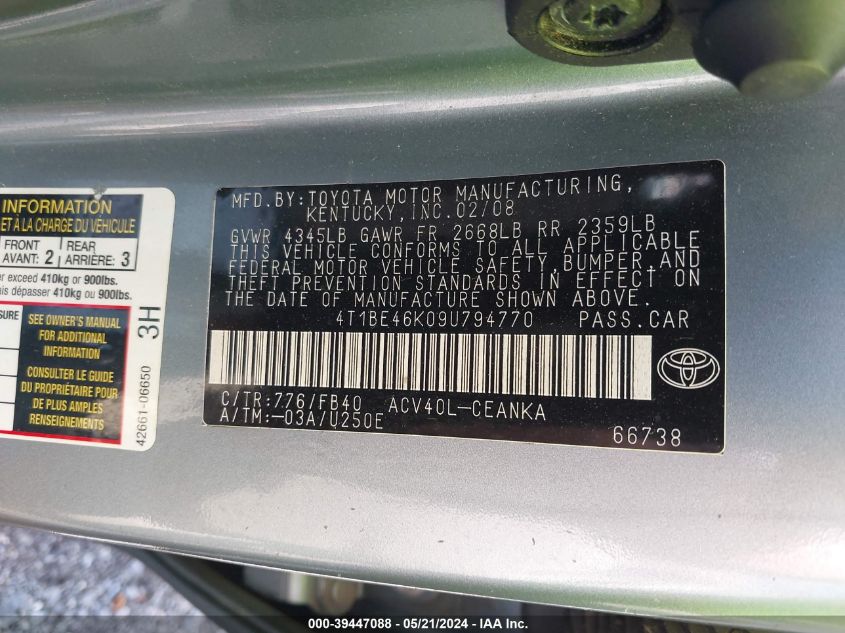 INFORMATION
ET À LA CHARGE DU VÉHICULE
FRONT AVANT: 2 REAR ARRIÈRE: 3
er exceed 410kg or 900lbs.
dépasser 410kg ou 900lbs.
SEE OWNER'S MANUAL
FOR ADDITIONAL
INFORMATION
CONSULTER LE GUIDE
DU PROPRIÉTAIRE POUR
DE PLUS AMPLES
RENSEIGNEMENTS
42661-06650 3H
MFD.BY:TOYOTA MOTOR MANUFACTURING,
KENTUCKY,INC.02/08
GVWR 4345LB GAWR FR 2668LB RR 2359LB
THIS VEHICLE CONFORMS TO ALL APPLICABLE
FEDERAL MOTOR VEHICLE SAFETY,BUMPER,AND
THEFT PREVENTION STANDARDS IN EFFECT ON
THE DATE OF MANUFACTURE SHOWN ABOVE.
4T1BE46K09U794770 PASS.CAR
C/TR:776/FB40 ACV40L-CEANKA
A/TM:-03A/U250E
66738
TOYOTA
000-39447088 - 05/21/2024 - IAA Inc.